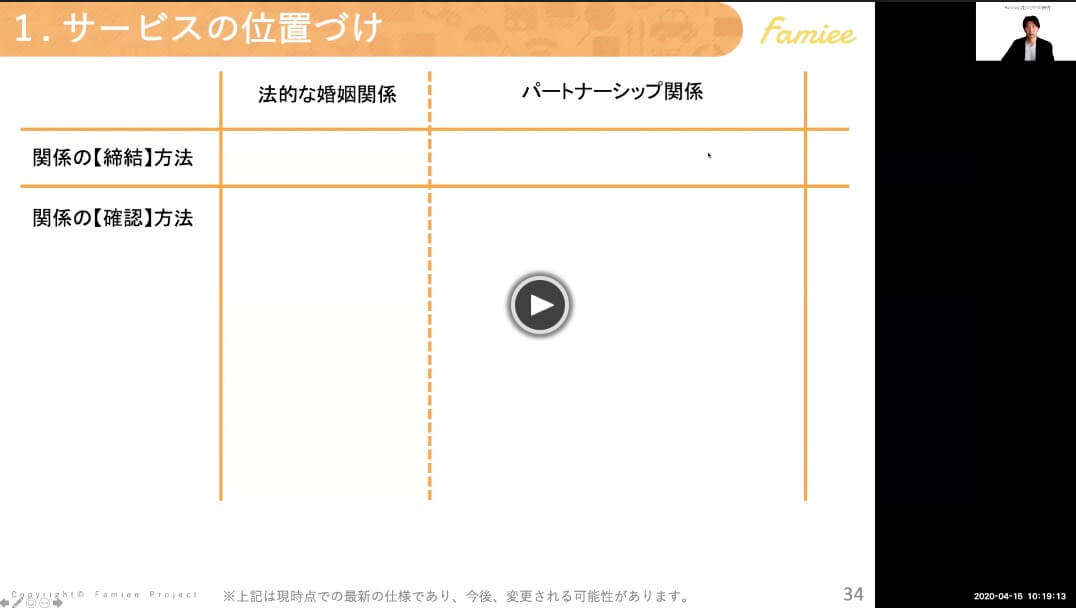 1. サービスの位置づけ
Famiee
法的な婚姻関係
パートナーシップ関係
関係の【締結】方法
関係の【確認】方法
Copyright© Famiee Project
※上記は現時点での最新の仕様であり、今後、変更される可能性があります。
34
2020-04-16 10:19:13